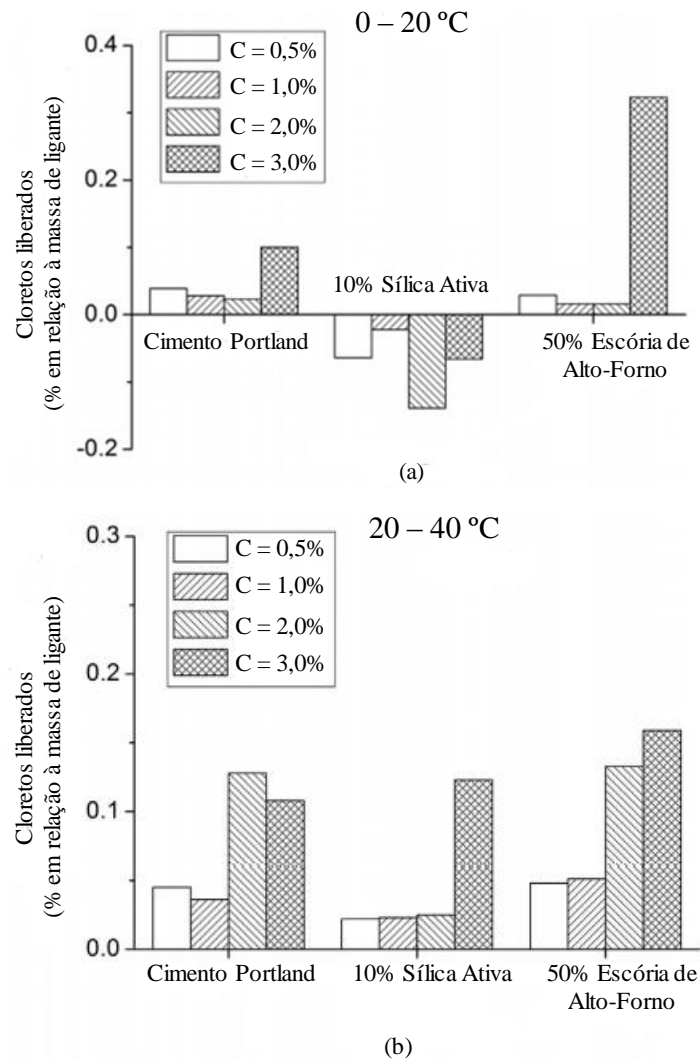 0 – 20 ºC
0.4
0.2
0.0
-0.2
Cloretos liberados
(% em relação à massa de ligante)
C = 0,5%
C = 1,0%
C = 2,0%
C = 3,0%
Cimento Portland
10% Sílica Ativa
50% Escória de
Alto-Forno
(a)
20 – 40 ºC
0.3
0.2
0.1
0.0
Cloretos liberados
(% em relação à massa de ligante)
C = 0,5%
C = 1,0%
C = 2,0%
C = 3,0%
Cimento Portland
10% Sílica Ativa
50% Escória de
Alto-Forno
(b)